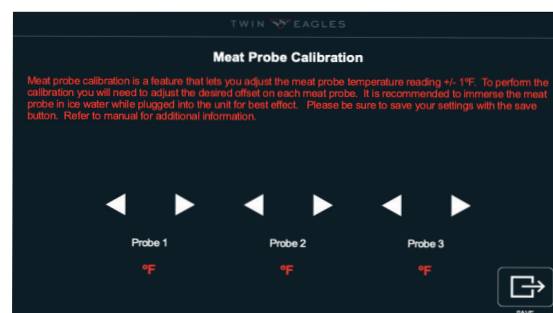 TWIN EAGLES
Meat Probe Calibration
Meat probe calibration is a feature that lets you adjust the meat probe temperature reading +/- 1ºF. To perform the
calibration you will need to adjust the desired offset on each meat probe. It is recommended to immerse the meat
probe in ice water while plugged into the unit for best effect. Please be sure to save your settings with the save
button. Refer to manual for additional information.
Probe 1 Probe 2 Probe 3
ºF ºF ºF
SAVE